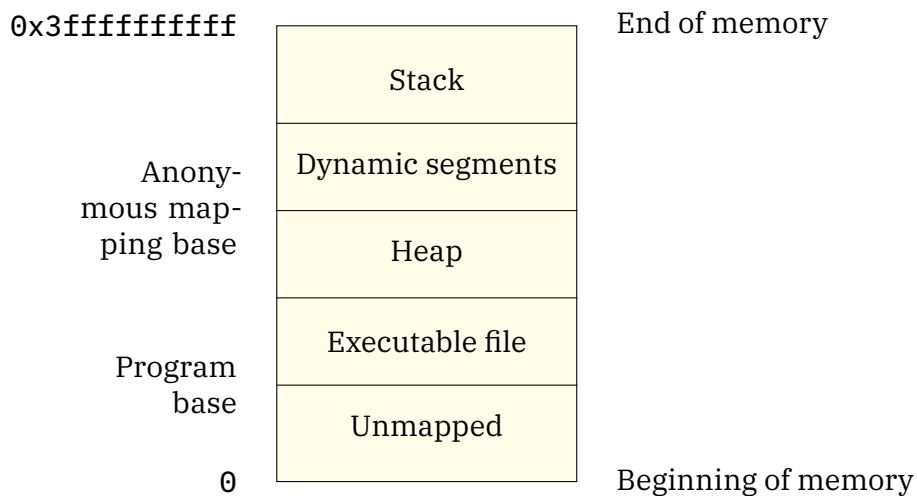 0x3ffffffffff
End of memory
Stack
Dynamic segments
Anony-
mous map-
ping base
Heap
Executable file
Program
base
Unmapped
0
Beginning of memory